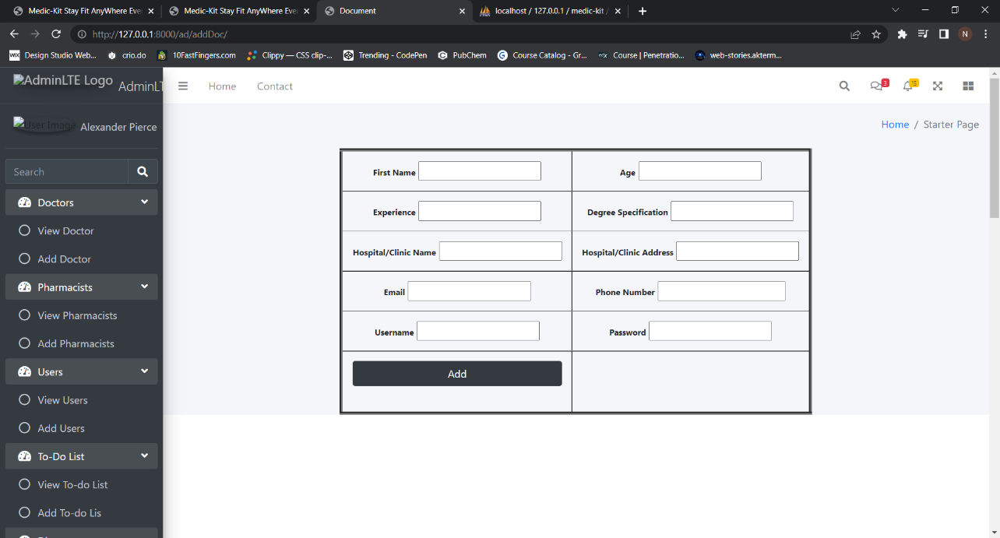 Medic-Kit Stay Fit AnyWhere Eve
Medic-Kit Stay Fit AnyWhere Eve
Document
localhost / 127.0.0.1 / medic-kit /
http://127.0.0.1:8000/ad/addDoc/
N
WIX Design Studio Web...
crio.do
10FastFingers.com
Clippy — CSS clip-...
Trending - CodePen
PubChem
Course Catalog - Gr...
Course | Penetratio...
web-stories.akterm...
AdminLTE Logo
AdminLT
Home
Contact
3
15
User Image
Alexander Pierce
Home / Starter Page
Search
Doctors
View Doctor
Add Doctor
Pharmacists
View Pharmacists
Add Pharmacists
Users
View Users
Add Users
To-Do List
View To-do List
Add To-do Lis
First Name
Age
Experience
Degree Specification
Hospital/Clinic Name
Hospital/Clinic Address
Email
Phone Number
Username
Password
Add